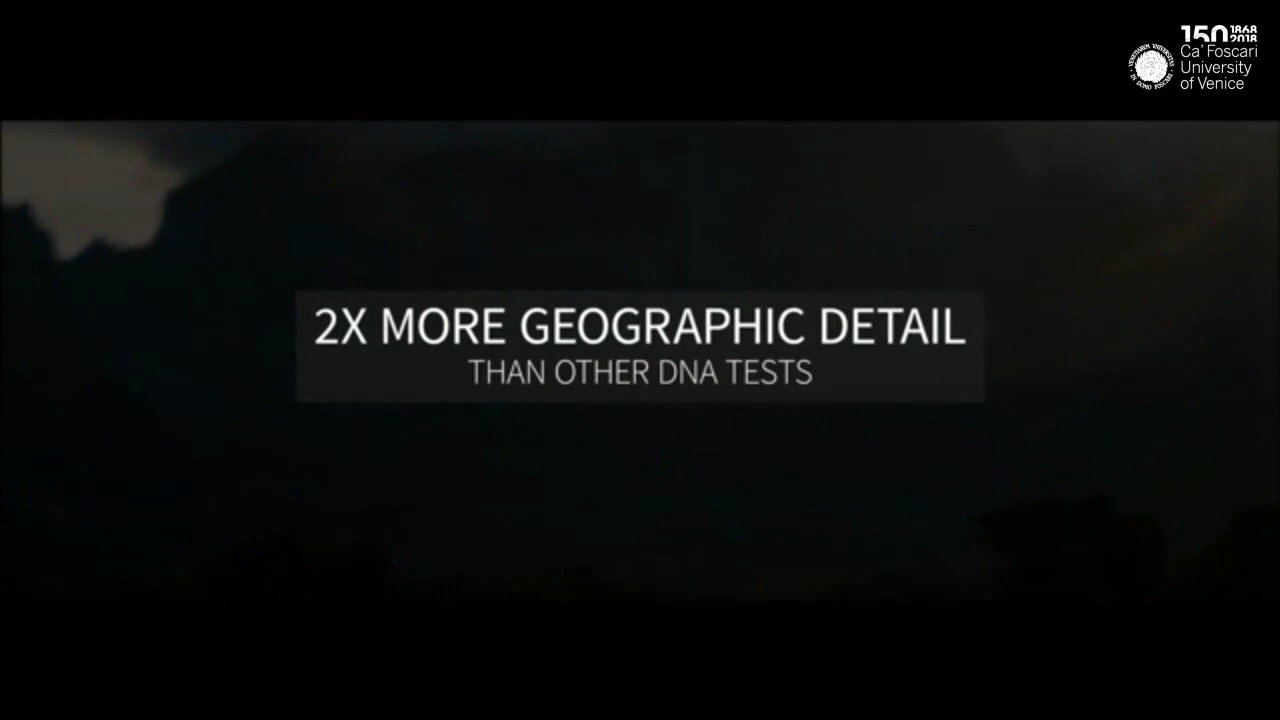 150 1868
2018
Ca' Foscari
University
of Venice
2X MORE GEOGRAPHIC DETAIL
THAN OTHER DNA TESTS